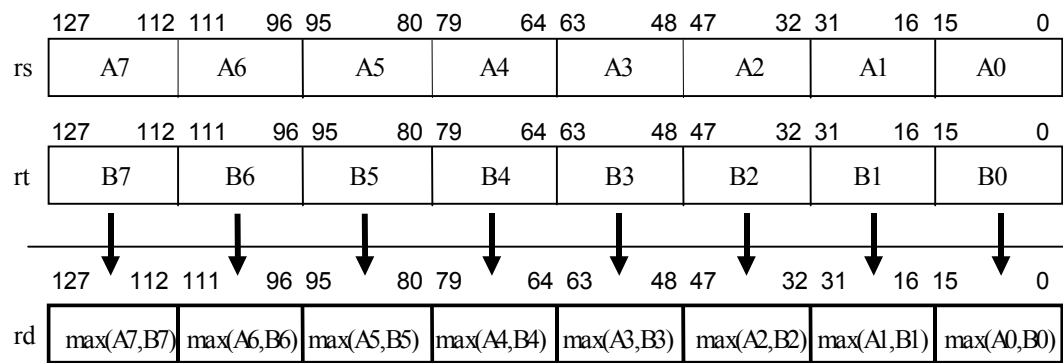 127 112 111 96 95 80 79 64 63 48 47 32 31 16 15 0
rs A7 A6 A5 A4 A3 A2 A1 A0
127 112 111 96 95 80 79 64 63 48 47 32 31 16 15 0
rt B7 B6 B5 B4 B3 B2 B1 B0
127 112 111 96 95 80 79 64 63 48 47 32 31 16 15 0
rd max(A7,B7) max(A6,B6) max(A5,B5) max(A4,B4) max(A3,B3) max(A2,B2) max(A1,B1) max(A0,B0)